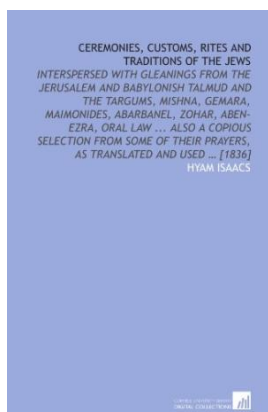 CEREMONIES, CUSTOMS, RITES AND
TRADITIONS OF THE JEWS
INTERSPERSED WITH GLEANINGS FROM THE
JERUSALEM AND BABYLONISH TALMUD AND
THE TARGUMS, MISHNA, GEMARA,
MAIMONIDES, ABARBANEL, ZOHAR, ABEN-
EZRA, ORAL LAW ... ALSO A COPIOUS
SELECTION FROM SOME OF THEIR PRAYERS,
AS TRANSLATED AND USED ... [1836]
HYAM ISAACS
DIGITAL COLLECTIONS